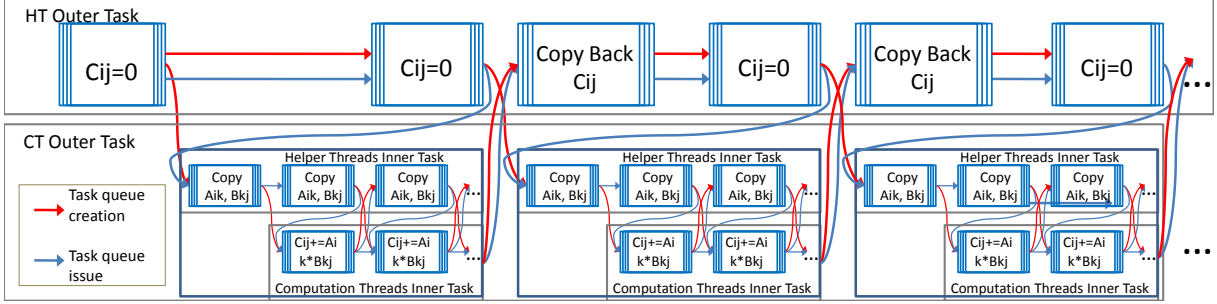 HT Outer Task
Cij=0
Cij=0
Copy Back
Cij
Cij=0
Copy Back
Cij
Cij=0
...
CT Outer Task
Task queue
creation
Task queue
issue
Helper Threads Inner Task
Copy
Aik, Bkj
Copy
Aik, Bkj
Copy
Aik, Bkj
...
Cij+=Ai
k*Bkj
Cij+=Ai
k*Bkj
...
Computation Threads Inner Task
Helper Threads Inner Task
Copy
Aik, Bkj
Copy
Aik, Bkj
Copy
Aik, Bkj
...
Cij+=Ai
k*Bkj
Cij+=Ai
k*Bkj
...
Computation Threads Inner Task
Helper Threads Inner Task
Copy
Aik, Bkj
Copy
Aik, Bkj
Copy
Aik, Bkj
...
Cij+=Ai
k*Bkj
Cij+=Ai
k*Bkj
...
Computation Threads Inner Task
...